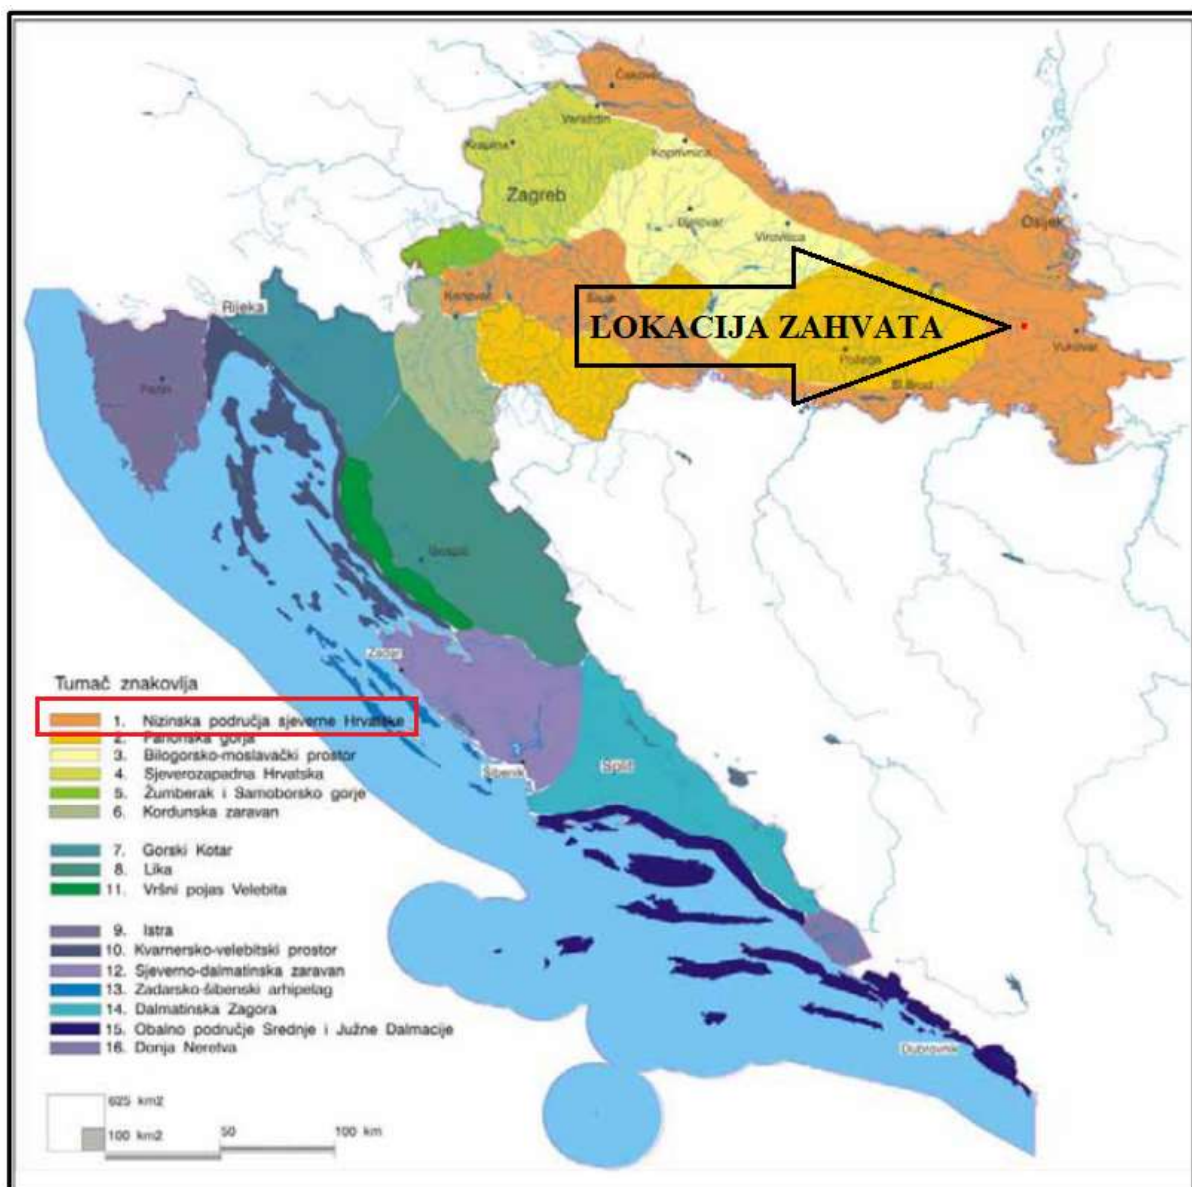 Čakovec
Varaždin
Krapina
Koprivnica
Zagreb
Bjelovar
Virovitica
Osijek
Rijeka
Karlovac
Sisak
LOKACIJA ZAHVATA
Vukovar
Požega
Sl.Brod
Pazin
Gospić
Zadar
Tumač znakovlja
1. Nizinska područja sjeverne Hrvatske
2. Panonska gorja
3. Bilogorsko-moslavački prostor
4. Sjeverozapadna Hrvatska
5. Žumberak i Samoborsko gorje
6. Kordunska zaravan
Šibenik
Split
7. Gorski Kotar
8. Lika
11. Vršni pojas Velebita
9. Istra
10. Kvarnersko-velebitski prostor
12. Sjeverno-dalmatinska zaravan
13. Zadarsko-šibenski arhipelag
14. Dalmatinska Zagora
15. Obalno područje Srednje i Južne Dalmacije
16. Donja Neretva
Dubrovnik
625 km2
100 km2
50
100 km